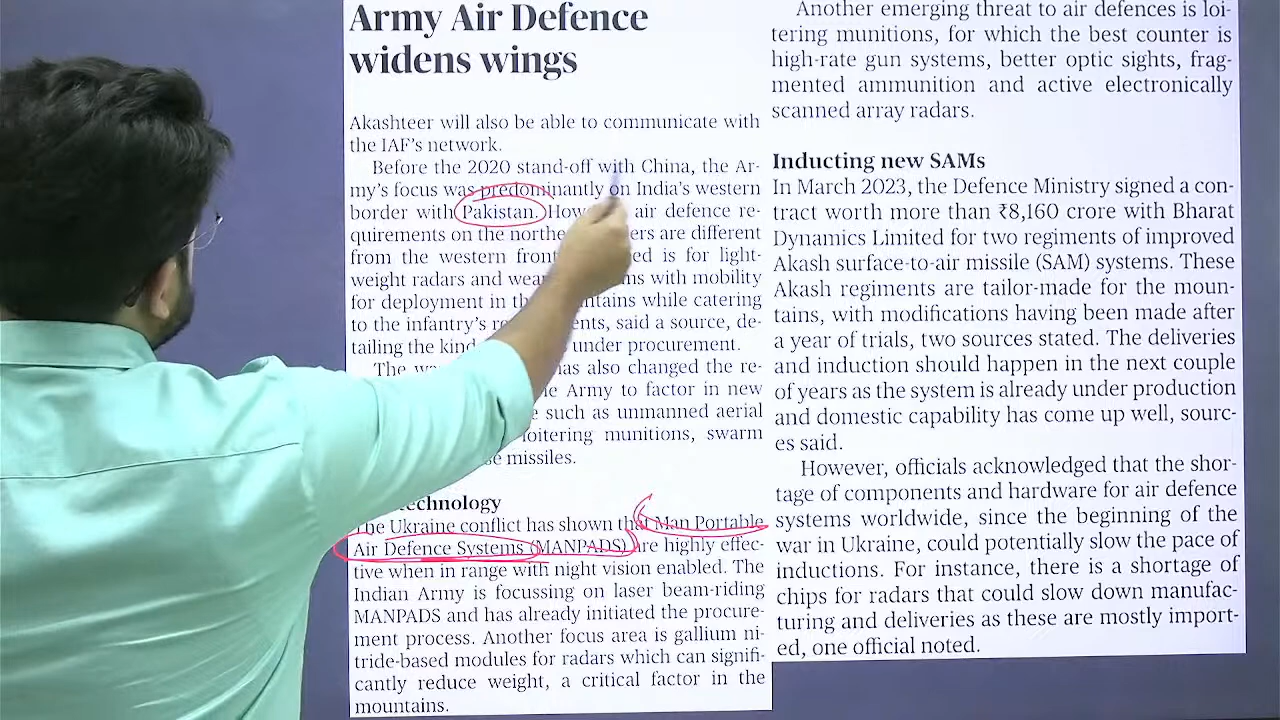 Army Air Defence
widens wings
Akashteer will also be able to communicate with
the IAF's network.
Before the 2020 stand-off with China, the Ar-
my's focus was predominantly on India's western
border with Pakistan. air defence re-
quirements on the are different
from the western is for light-
weight radars and with mobility
for deployment in while catering
to the infantry's said a source, de-
tailing the under procurement.
The has also changed the re-
Army to factor in new
such as unmanned aerial
loitering munitions, swarm
missiles.
The Ukraine conflict has shown that Man Portable
Air Defence Systems (MANPADS) are highly effec-
tive when in range with night vision enabled. The
Indian Army is focussing on laser beam-riding
MANPADS and has already initiated the procure-
ment process. Another focus area is gallium ni-
tride-based modules for radars which can signifi-
cantly reduce weight, a critical factor in the
mountains.
Another emerging threat to air defences is loi-
tering munitions, for which the best counter is
high-rate gun systems, better optic sights, frag-
mented ammunition and active electronically
scanned array radars.
Inducting new SAMs
In March 2023, the Defence Ministry signed a con-
tract worth more than ₹8,160 crore with Bharat
Dynamics Limited for two regiments of improved
Akash surface-to-air missile (SAM) systems. These
Akash regiments are tailor-made for the moun-
tains, with modifications having been made after
a year of trials, two sources stated. The deliveries
and induction should happen in the next couple
of years as the system is already under production
and domestic capability has come up well, sourc-
es said.
However, officials acknowledged that the shor-
tage of components and hardware for air defence
systems worldwide, since the beginning of the
war in Ukraine, could potentially slow the pace of
inductions. For instance, there is a shortage of
chips for radars that could slow down manufac-
turing and deliveries as these are mostly import-
ed, one official noted.